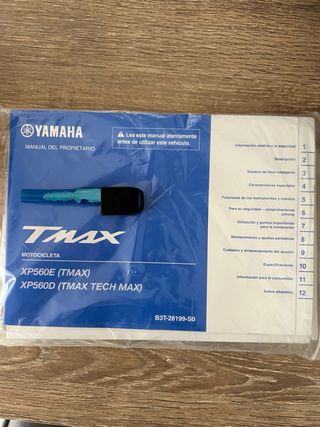 YAMAHA
MANUAL DEL PROPIETARIO
Lea este manual atentamente
antes de utilizar este vehículo.
TMAX
MOTOCICLETA
XP560E (TMAX)
XP560D (TMAX TECH MAX)
B3T-28199-S0
Información relativa a la seguridad 1
Descripción 2
Sistema de llave inteligente 3
Características especiales 4
Funciones de los instrumentos y mandos 5
Para su seguridad – comprobaciones
previas 6
Utilización y puntos importantes
para la conducción 7
Mantenimiento y ajustes periódicos 8
Cuidados y almacenamiento del scooter 9
Especificaciones 10
Información para el consumidor 11
Índice alfabético 12